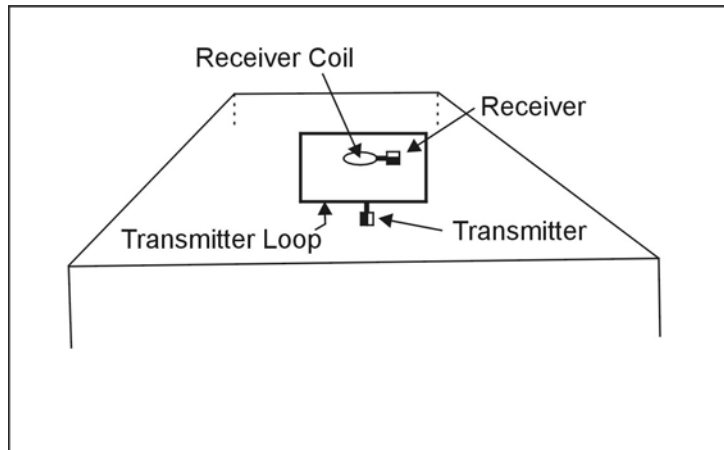 Receiver Coil
Receiver
Transmitter Loop
Transmitter